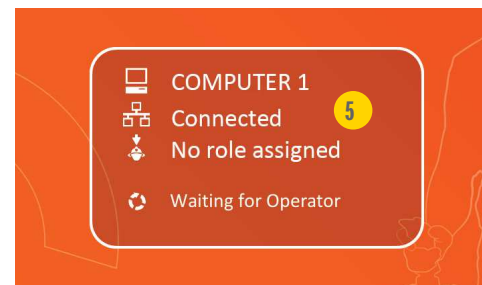 COMPUTER 1
Connected
5
No role assigned
Waiting for Operator